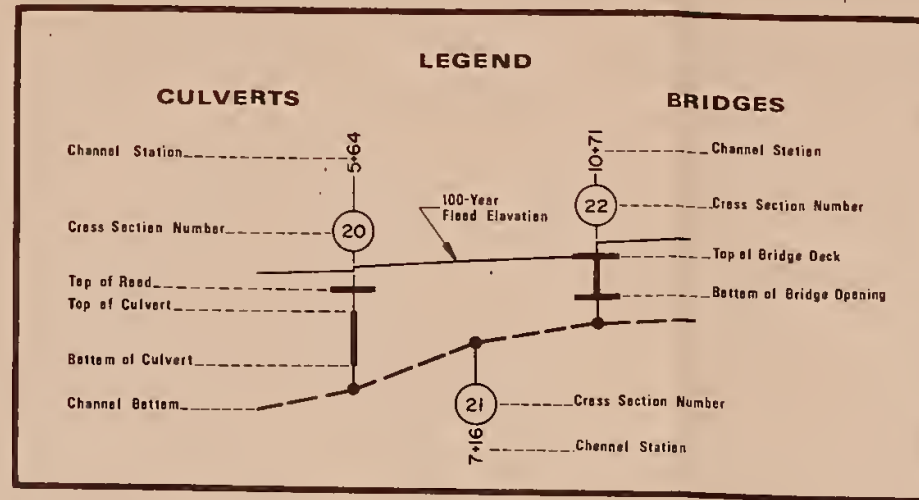 LEGEND
CULVERTS
BRIDGES
Channel Station
5+64
10+71
Channel Station
100-Year
Flood Elevation
Cross Section Number
20
22
Cross Section Number
Top of Road
Top of Bridge Deck
Top of Culvert
Bottom of Bridge Opening
Bottom of Culvert
Channel Bottom
21
Cross Section Number
7+16
Channel Station